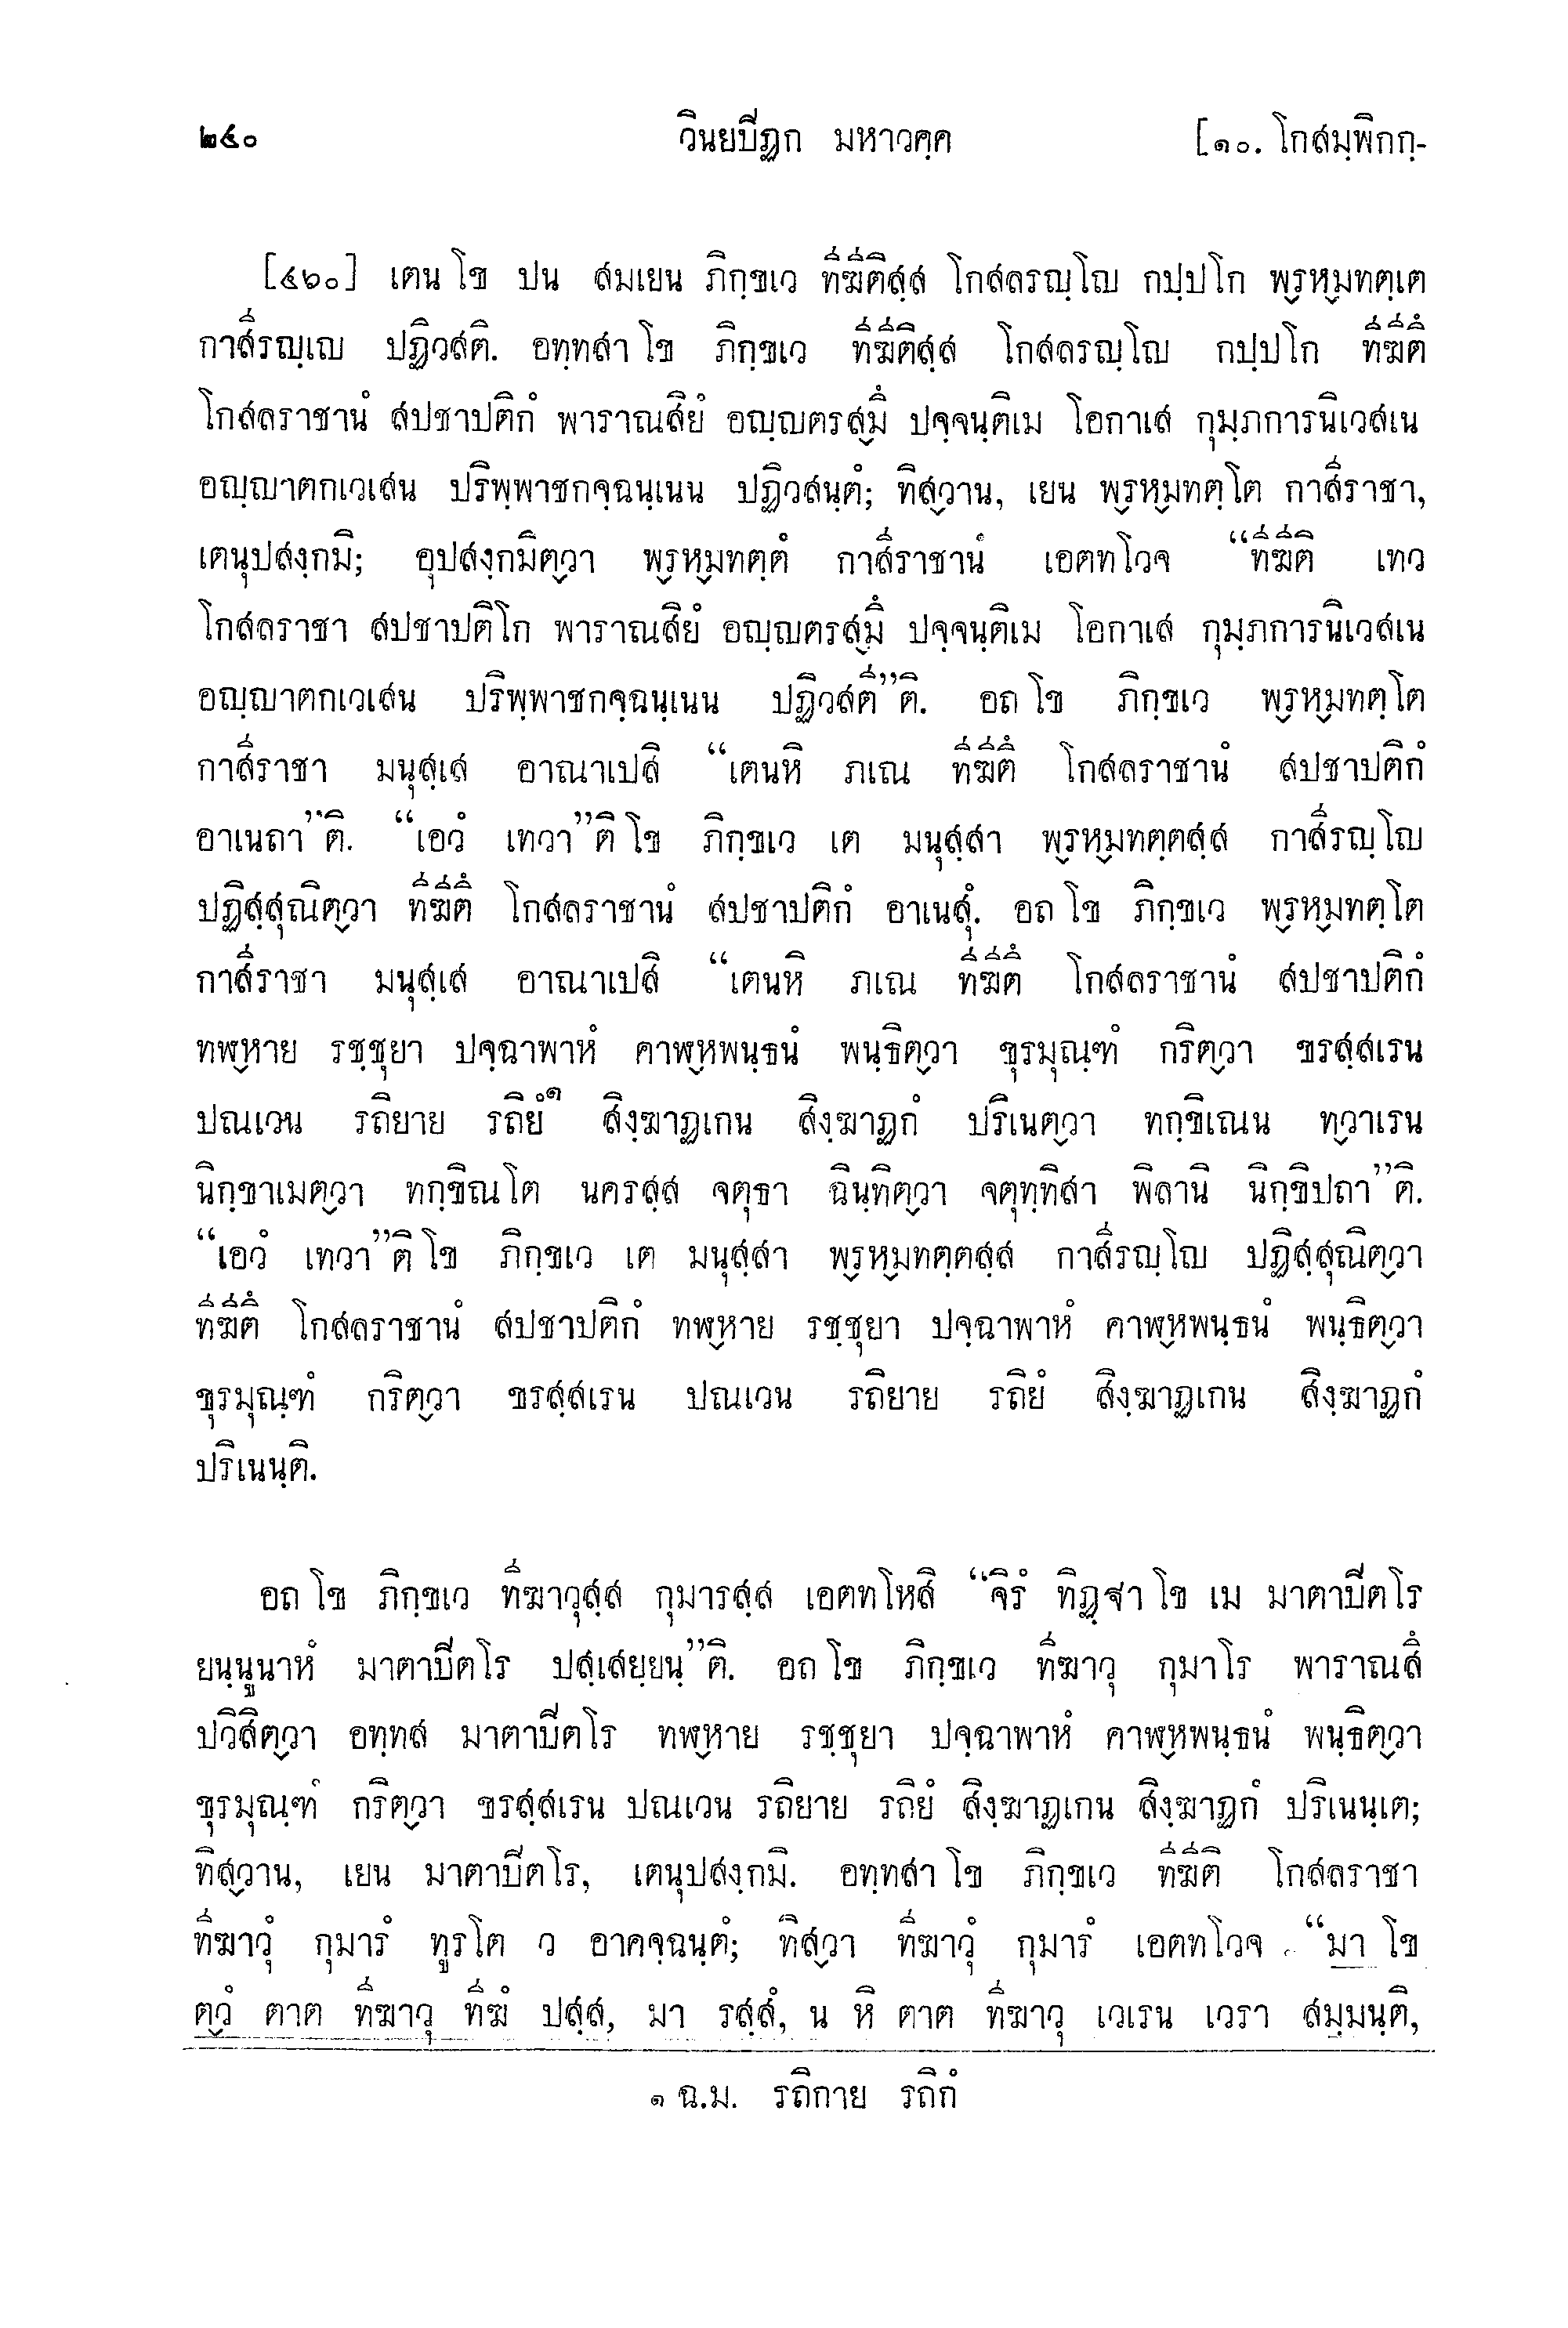 ๒๔๐ วินยปิฏก มหาวคฺค [๑๐. โกสมฺพิกกฺ-
[๔๖๐] เตน โข ปน สมเยน ภิกฺขเว ทีฆีติสฺส โกสลรญฺโญ กปฺปโก พฺรหฺมทตฺเต
กาสีรญฺเญ ปฏิวสติ. อทฺทสา โข ภิกฺขเว ทีฆีติสฺส โกสลรญฺโญ กปฺปโก ทีฆีตึ
โกสลราชานํ สปชาปติกํ พาราณสิยํ อญฺญตรสฺมึ ปจฺจนฺติเม โอกาเส กุมฺภการนิเวสเน
อญฺญาตกเวเสน ปริพฺพาชกจฺฉนฺเนน ปฏิวสนฺตํ; ทิสฺวาน, เยน พฺรหฺมทตฺโต กาสีราชา,
เตนุปสงฺกมิ; อุปสงฺกมิตฺวา พฺรหฺมทตฺตํ กาสีราชานํ เอตทโวจ “ทีฆีติ เทว
โกสลราชา สปชาปติโก พาราณสิยํ อญฺญตรสฺมึ ปจฺจนฺติเม โอกาเส กุมฺภการนิเวสเน
อญฺญาตกเวเสน ปริพฺพาชกจฺฉนฺเนน ปฏิวสตี”ติ. อถ โข ภิกฺขเว พฺรหฺมทตฺโต
กาสีราชา มนุสฺเส อาณาเปสิ “เตนหิ ภเณ ทีฆีตึ โกสลราชานํ สปชาปติกํ
อาเนถา”ติ. “เอวํ เทวา”ติ โข ภิกฺขเว เต มนุสฺสา พฺรหฺมทตฺตสฺส กาสีรญฺโญ
ปฏิสฺสุณิตฺวา ทีฆีตึ โกสลราชานํ สปชาปติกํ อาเนสุํ. อถ โข ภิกฺขเว พฺรหฺมทตฺโต
กาสีราชา มนุสฺเส อาณาเปสิ “เตนหิ ภเณ ทีฆีตึ โกสลราชานํ สปชาปติกํ
ทพฺหาย รชฺชุยา ปจฺฉาพาหํ คาพฺหพนฺธนํ พนฺธิตฺวา ขุรมุณฺฑํ กริตฺวา ขรสฺสเรน
ปณเวน รถิยาย รถิยํ๑ สิงฺฆาฏเกน สิงฺฆาฏกํ ปริเนตฺวา ทกฺขิเณน ทฺวาเรน
นิกฺขาเมตฺวา ทกฺขิณโต นครสฺส จตุธา ฉินฺทิตฺวา จตุทฺทิสา พิลานิ นิกฺขิปถา”ติ.
“เอวํ เทวา”ติ โข ภิกฺขเว เต มนุสฺสา พฺรหฺมทตฺตสฺส กาสีรญฺโญ ปฏิสฺสุณิตฺวา
ทีฆีตึ โกสลราชานํ สปชาปติกํ ทพฺหาย รชฺชุยา ปจฺฉาพาหํ คาพฺหพนฺธนํ พนฺธิตฺวา
ขุรมุณฺฑํ กริตฺวา ขรสฺสเรน ปณเวน รถิยาย รถิยํ สิงฺฆาฏเกน สิงฺฆาฏกํ
ปริเนนฺติ.
อถ โข ภิกฺขเว ทีฆาวุสฺส กุมารสฺส เอตทโหสิ “จิรํ ทิฏฺฐา โข เม มาตาปิตโร
ยนฺนูนาหํ มาตาปิตโร ปสฺเสยฺยนฺ”ติ. อถ โข ภิกฺขเว ทีฆาวุ กุมาโร พาราณสึ
ปวิสิตฺวา อทฺทส มาตาปิตโร ทพฺหาย รชฺชุยา ปจฺฉาพาหํ คาพฺหพนฺธนํ พนฺธิตฺวา
ขุรมุณฺฑํ กริตฺวา ขรสฺสเรน ปณเวน รถิยาย รถิยํ สิงฺฆาฏเกน สิงฺฆาฏกํ ปริเนนฺเต;
ทิสฺวาน, เยน มาตาปิตโร, เตนุปสงฺกมิ. อทฺทสา โข ภิกฺขเว ทีฆีติ โกสลราชา
ทีฆาวุํ กุมารํ ทูรโต ว อาคจฺฉนฺตํ; ทิสฺวา ทีฆาวุํ กุมารํ เอตทโวจ “มา โข
ตฺวํ ตาต ทีฆาวุ ทีฆํ ปสฺส, มา รสฺสํ, น หิ ตาต ทีฆาวุ เวเรน เวรา สมฺมนฺติ,
๑ ฉ.ม. รถิกาย รถิกํ